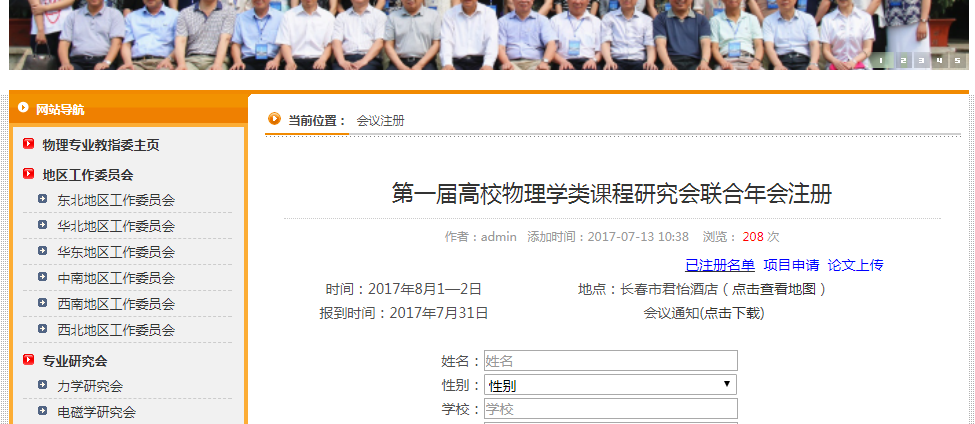 1 2 3 4 5
网站导航
物理专业教指委主页
地区工作委员会
东北地区工作委员会
华北地区工作委员会
华东地区工作委员会
中南地区工作委员会
西南地区工作委员会
西北地区工作委员会
专业研究会
力学研究会
电磁学研究会
当前位置： 会议注册
第一届高校物理学类课程研究会联合年会注册
作者：admin 添加时间：2017-07-13 10:38 浏览： 208 次
已注册名单 项目申请 论文上传
时间：2017年8月1—2日 地点：长春市君怡酒店（点击查看地图）
报到时间：2017年7月31日 会议通知(点击下载)
姓名：姓名
性别：性别
学校：学校